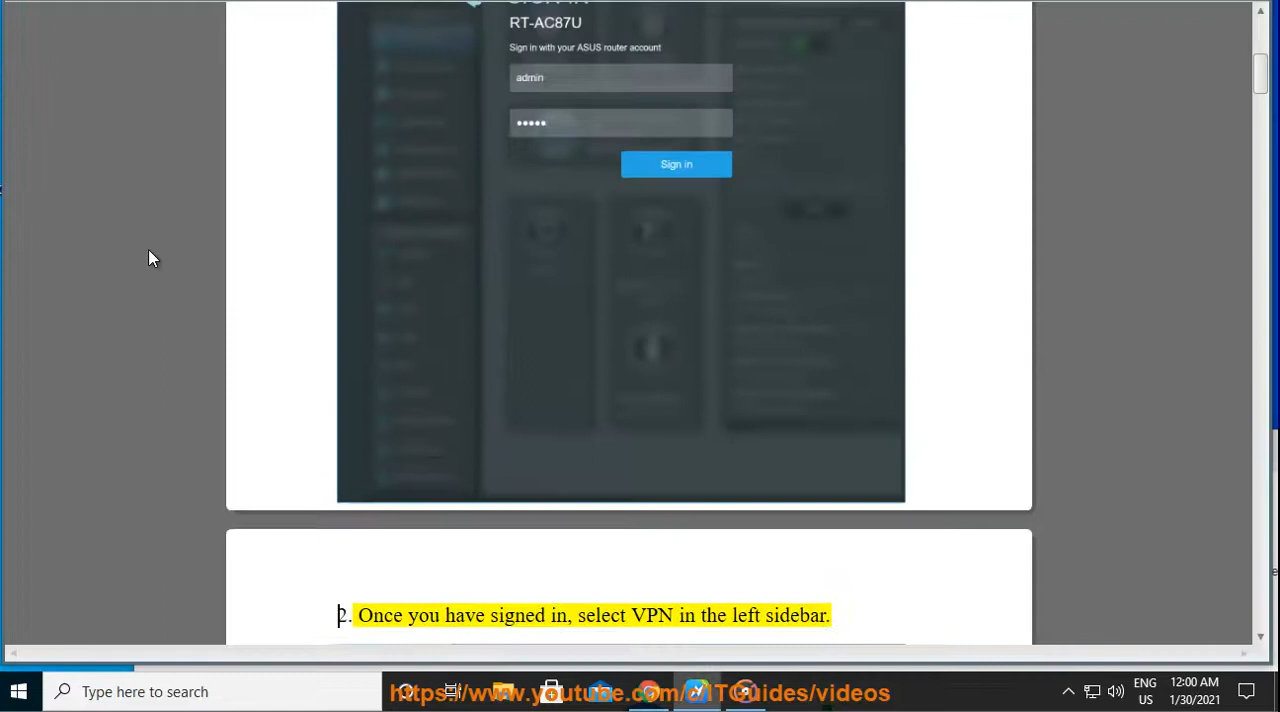 RT-AC87U
Sign in with your ASUS router account
admin
•••••
Sign in
2. Once you have signed in, select VPN in the left sidebar.
Type here to search
https://www.youtube.com/c/ITGuides/videos
ENG
US
12:00 AM
1/30/2021